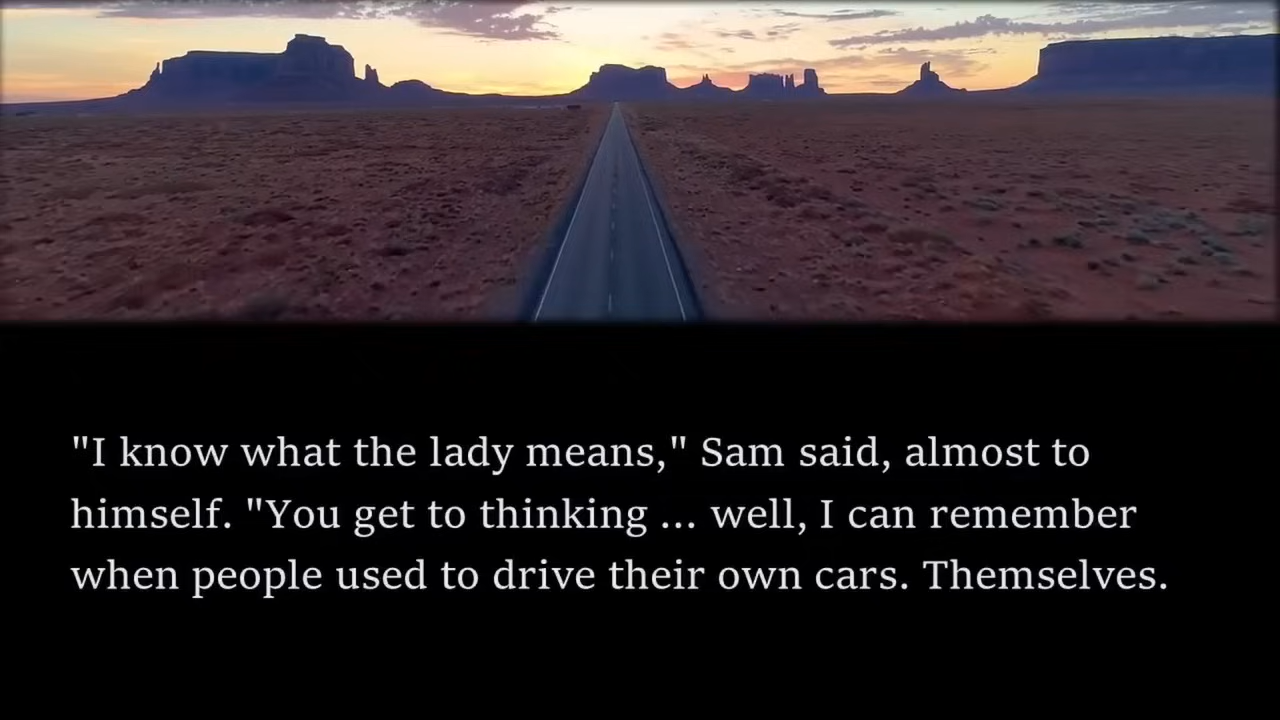 "I know what the lady means," Sam said, almost to
himself. "You get to thinking ... well, I can remember
when people used to drive their own cars. Themselves.